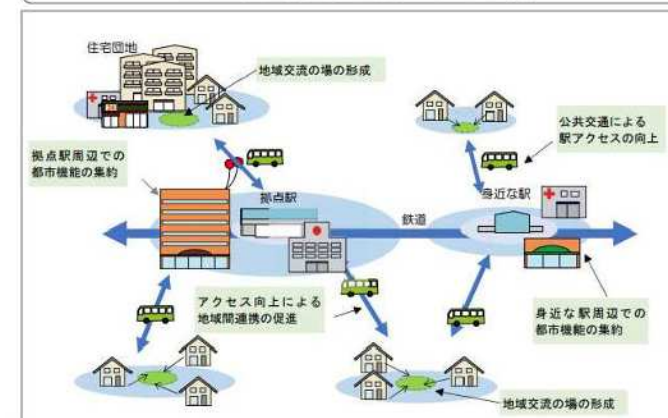 住宅団地
地域交流の場の形成
公共交通による
駅アクセスの向上
拠点駅周辺での
都市機能の集約
拠点駅
身近な駅
鉄道
アクセス向上による
地域間連携の促進
身近な駅周辺での
都市機能の集約
地域交流の場の形成